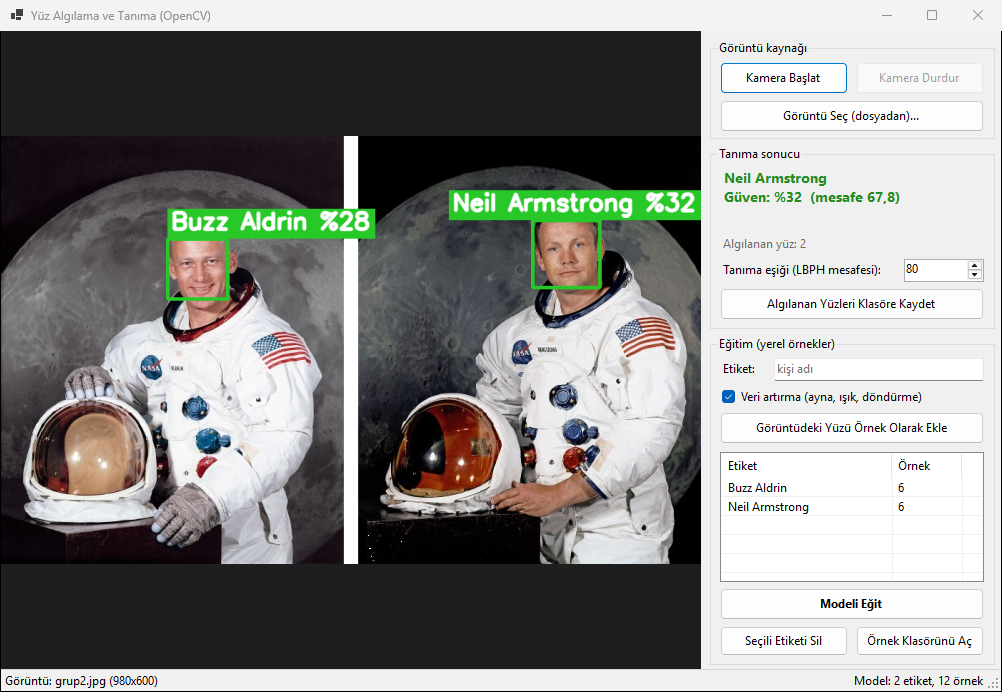 Yüz Algılama ve Tanıma (OpenCV)
Buzz Aldrin %28
Neil Armstrong %32
NASA
NASA
ARMSTRONG
Görüntü kaynağı
Kamera Başlat
Kamera Durdur
Görüntü Seç (dosyadan)...
Tanıma sonucu
Neil Armstrong
Güven: %32 (mesafe 67,8)
Algılanan yüz: 2
Tanıma eşiği (LBPH mesafesi): 80
Algılanan Yüzleri Klasöre Kaydet
Eğitim (yerel örnekler)
Etiket: kişi adı
Veri artırma (ayna, ışık, döndürme)
Görüntüdeki Yüzü Örnek Olarak Ekle
Etiket Örnek
Buzz Aldrin 6
Neil Armstrong 6
Modeli Eğit
Seçili Etiketi Sil
Örnek Klasörünü Aç
Görüntü: grup2.jpg (980x600)
Model: 2 etiket, 12 örnek